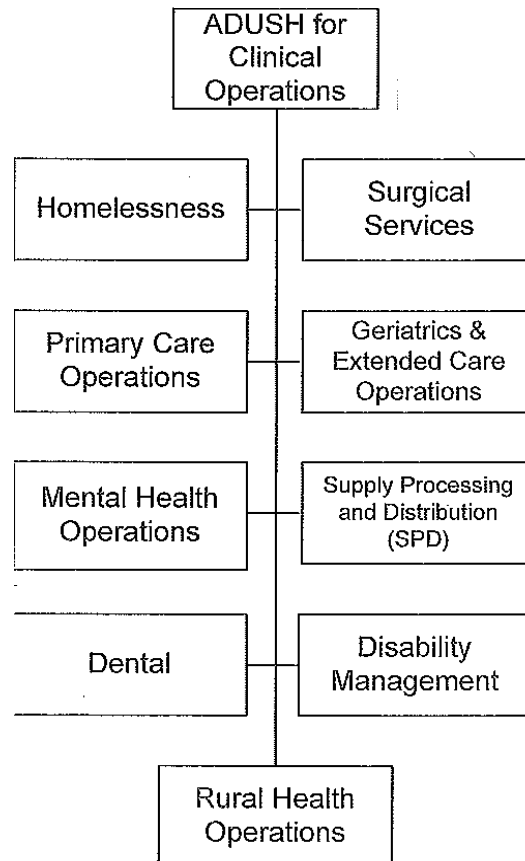 ADUSH for
Clinical
Operations
Homelessness
Surgical
Services
Primary Care
Operations
Geriatrics &
Extended Care
Operations
Mental Health
Operations
Supply Processing
and Distribution
(SPD)
Dental
Disability
Management
Rural Health
Operations